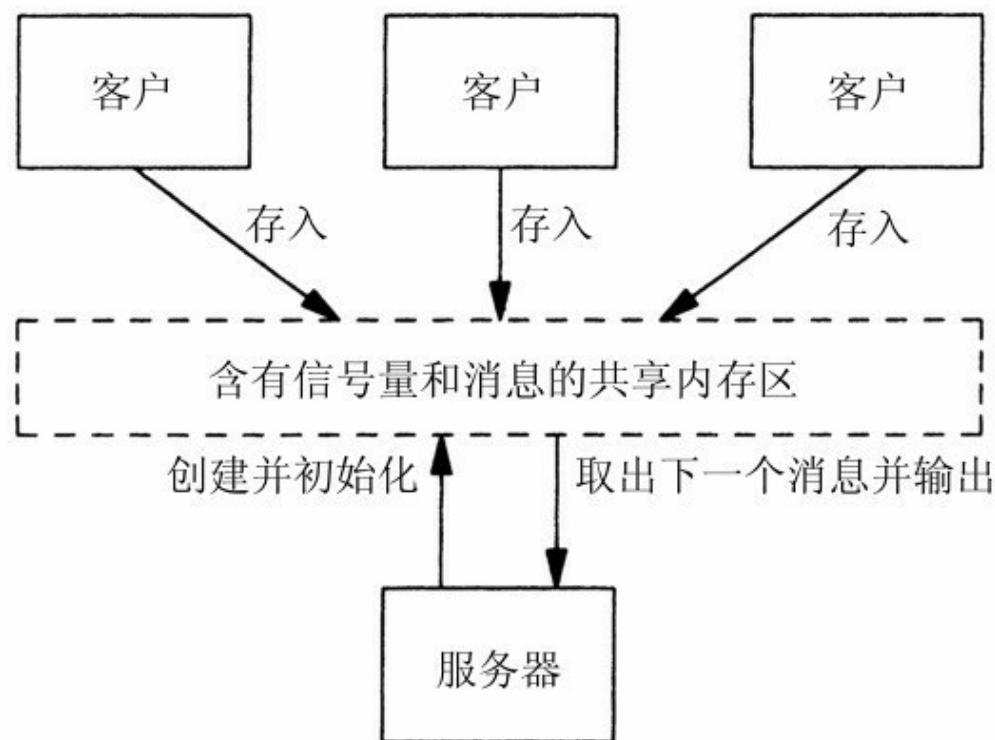 客户
客户
客户
存入
存入
存入
含有信号量和消息的共享内存区
创建并初始化
取出下一个消息并输出
服务器